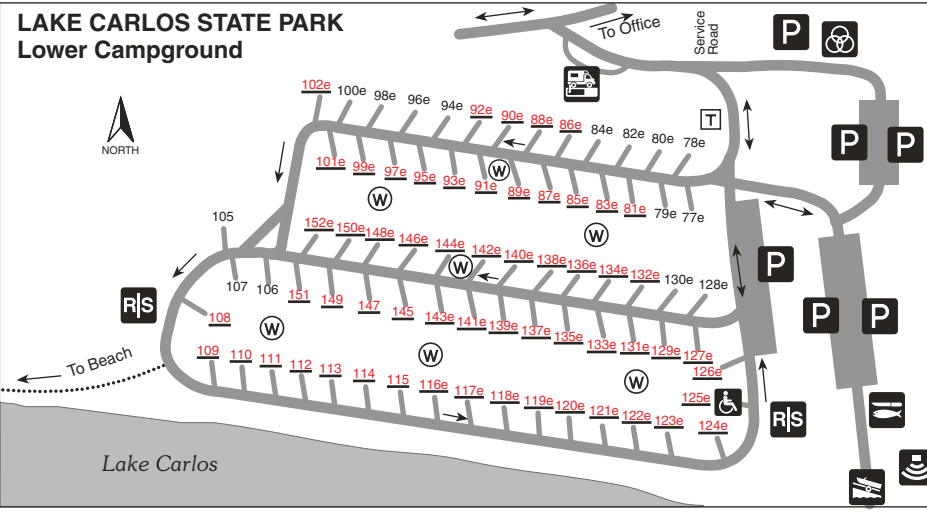 LAKE CARLOS STATE PARK
Lower Campground
To Office
Service
Road
P
T
P
P
NORTH
102e 100e 98e 96e 94e 92e 90e 88e 86e 84e 82e 80e 78e
101e 99e 97e 95e 93e 91e 89e 87e 85e 83e 81e 79e 77e
W
W
W
105
152e 150e 148e 146e 144e 142e 140e 138e 136e 134e 132e 130e 128e
W
P
107 106 151 149 147 145 143e 141e 139e 137e 135e 133e 131e 129e 127e
126e
R|S
108
W
W
W
P
P
To Beach
109 110 111 112 113 114 115 116e 117e 118e 119e 120e 121e 122e 123e 124e
125e
R|S
Lake Carlos